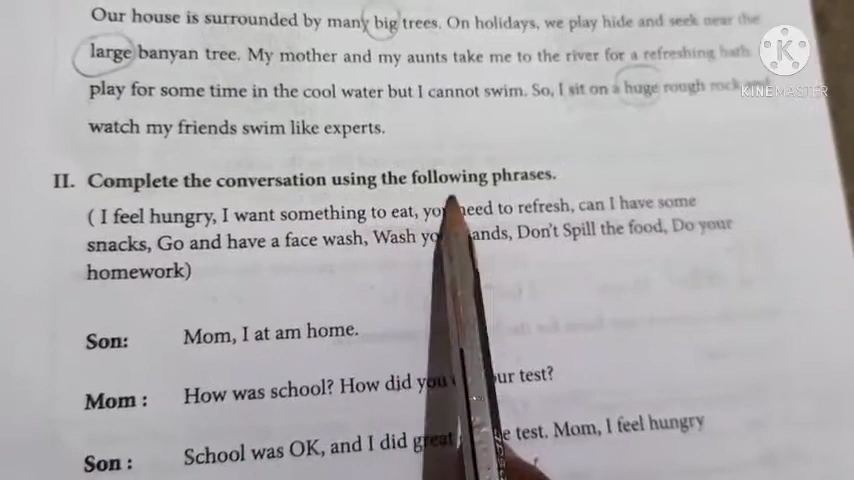 Our house is surrounded by many big trees. On holidays, we play hide and seek near the
large banyan tree. My mother and my aunts take me to the river for a refreshing bath
K
KINEMASTER
play for some time in the cool water but I cannot swim. So, I sit on a huge rough rock and
watch my friends swim like experts.
II. Complete the conversation using the following phrases.
( I feel hungry, I want something to eat, you need to refresh, can I have some
snacks, Go and have a face wash, Wash yo ands, Don't Spill the food, Do your
homework)
Son: Mom, I at am home.
Mom : How was school? How did you ur test?
Son : School was OK, and I did great e test. Mom, I feel hungry